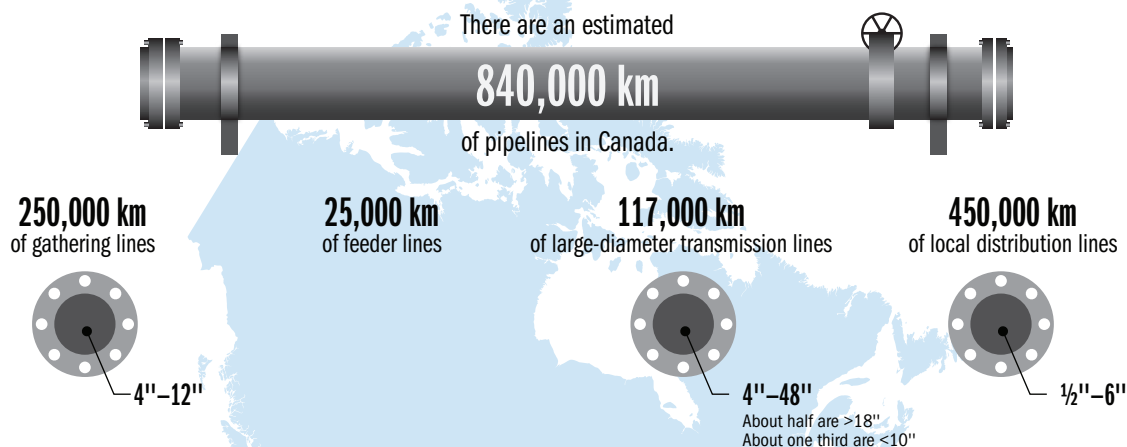 There are an estimated
840,000 km
of pipelines in Canada.
250,000 km
of gathering lines
25,000 km
of feeder lines
117,000 km
of large-diameter transmission lines
450,000 km
of local distribution lines
4"–12"
4"–48"
About half are >18"
About one third are <10"
½"–6"